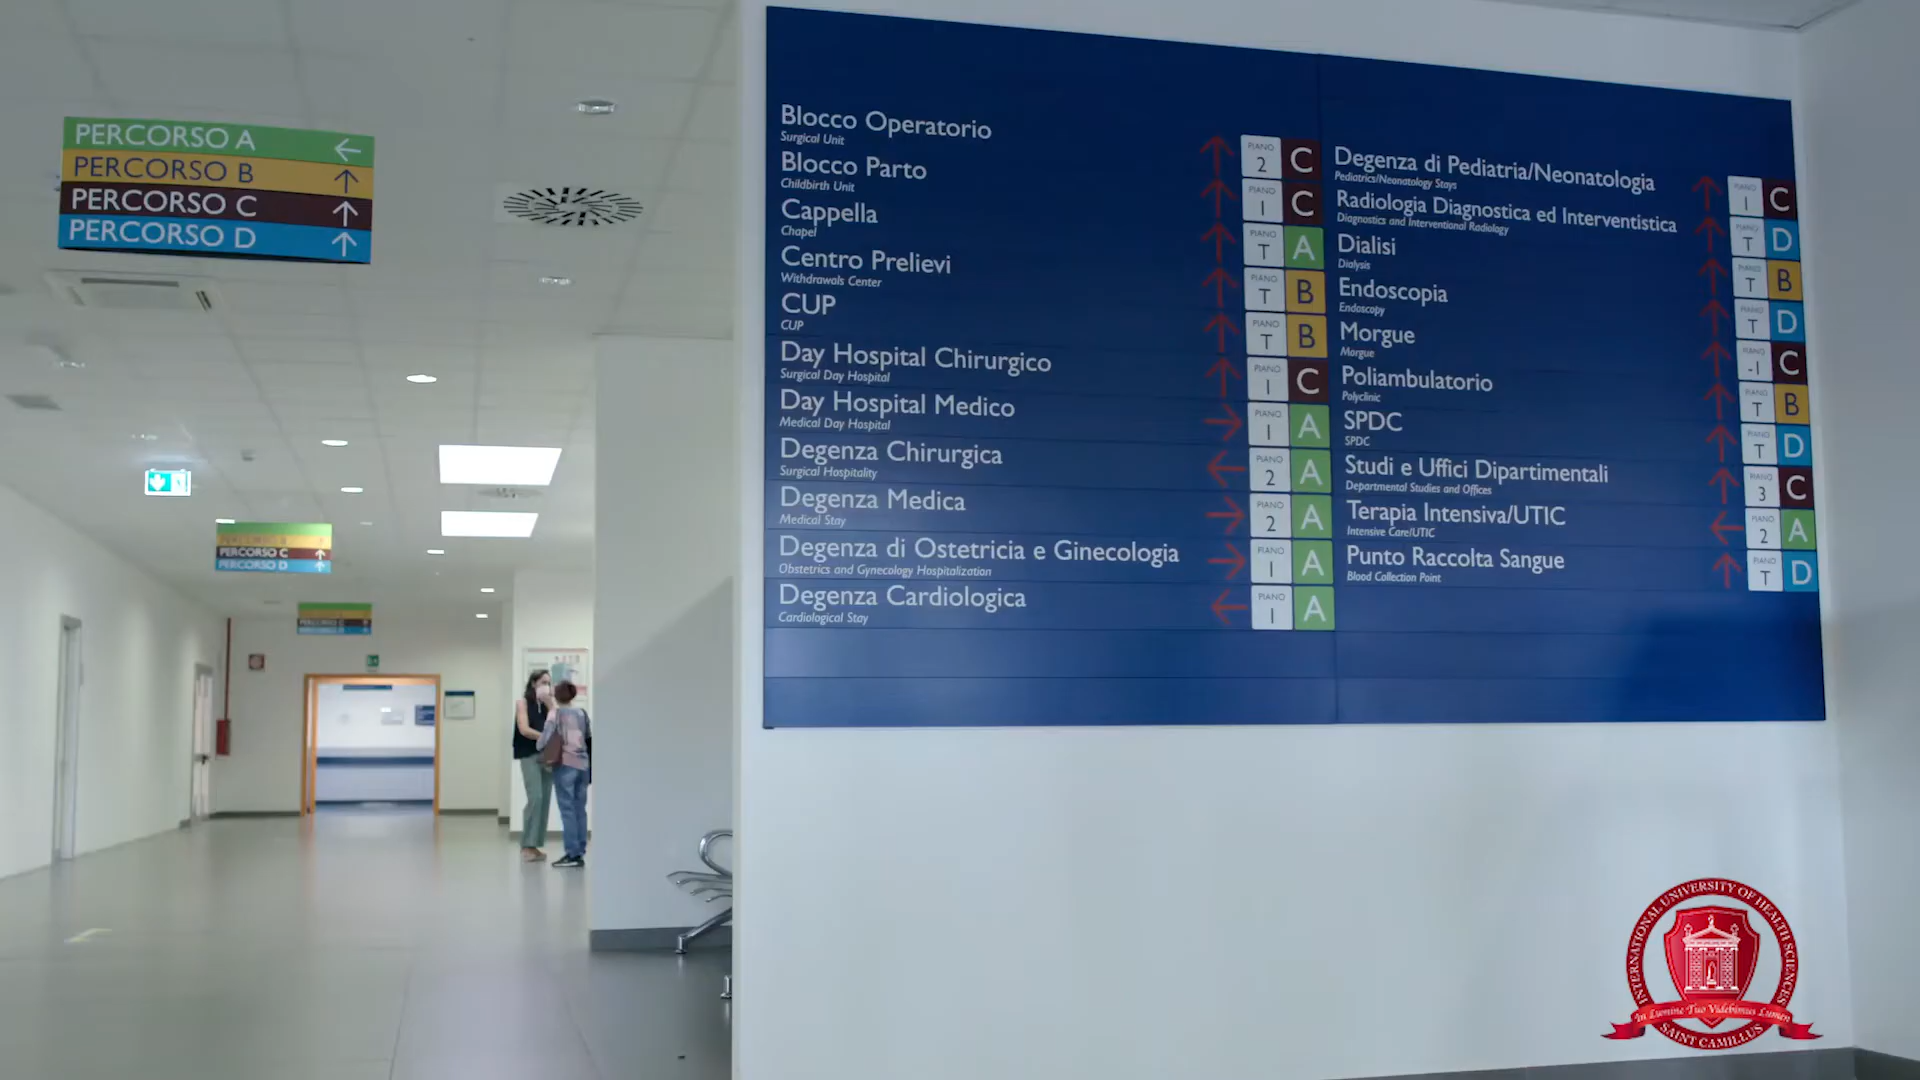 PERCORSO A
PERCORSO B
PERCORSO C
PERCORSO D
PERCORSO C
PERCORSO D
Blocco Operatorio
Surgical Unit
PIANO 2 C
Blocco Parto
Childbirth Unit
PIANO 1 C
Cappella
Chapel
PIANO T A
Centro Prelievi
Withdrawals Center
PIANO T B
CUP
CUP
PIANO T B
Day Hospital Chirurgico
Surgical Day Hospital
PIANO 1 C
Day Hospital Medico
Medical Day Hospital
PIANO 1 A
Degenza Chirurgica
Surgical Hospitality
PIANO 2 A
Degenza Medica
Medical Stay
PIANO 2 A
Degenza di Ostetricia e Ginecologia
Obstetrics and Gynecology Hospitalization
PIANO 1 A
Degenza Cardiologica
Cardiological Stay
PIANO 1 A
Degenza di Pediatria/Neonatologia
Pediatrics/Neonatology Stays
PIANO 1 C
Radiologia Diagnostica ed Interventistica
Diagnostics and Interventional Radiology
PIANO T D
Dialisi
Dialysis
PIANO T B
Endoscopia
Endoscopy
PIANO T D
Morgue
Morgue
PIANO -1 C
Poliambulatorio
Polyclinic
PIANO T B
SPDC
SPDC
PIANO T D
Studi e Uffici Dipartimentali
Departmental Studies and Offices
PIANO 3 C
Terapia Intensiva/UTIC
Intensive Care/UTIC
PIANO 2 A
Punto Raccolta Sangue
Blood Collection Point
PIANO T D
INTERNATIONAL UNIVERSITY OF HEALTH SCIENCES
In Lumine Tuo Videbimus Lumen
SAINT CAMILLUS